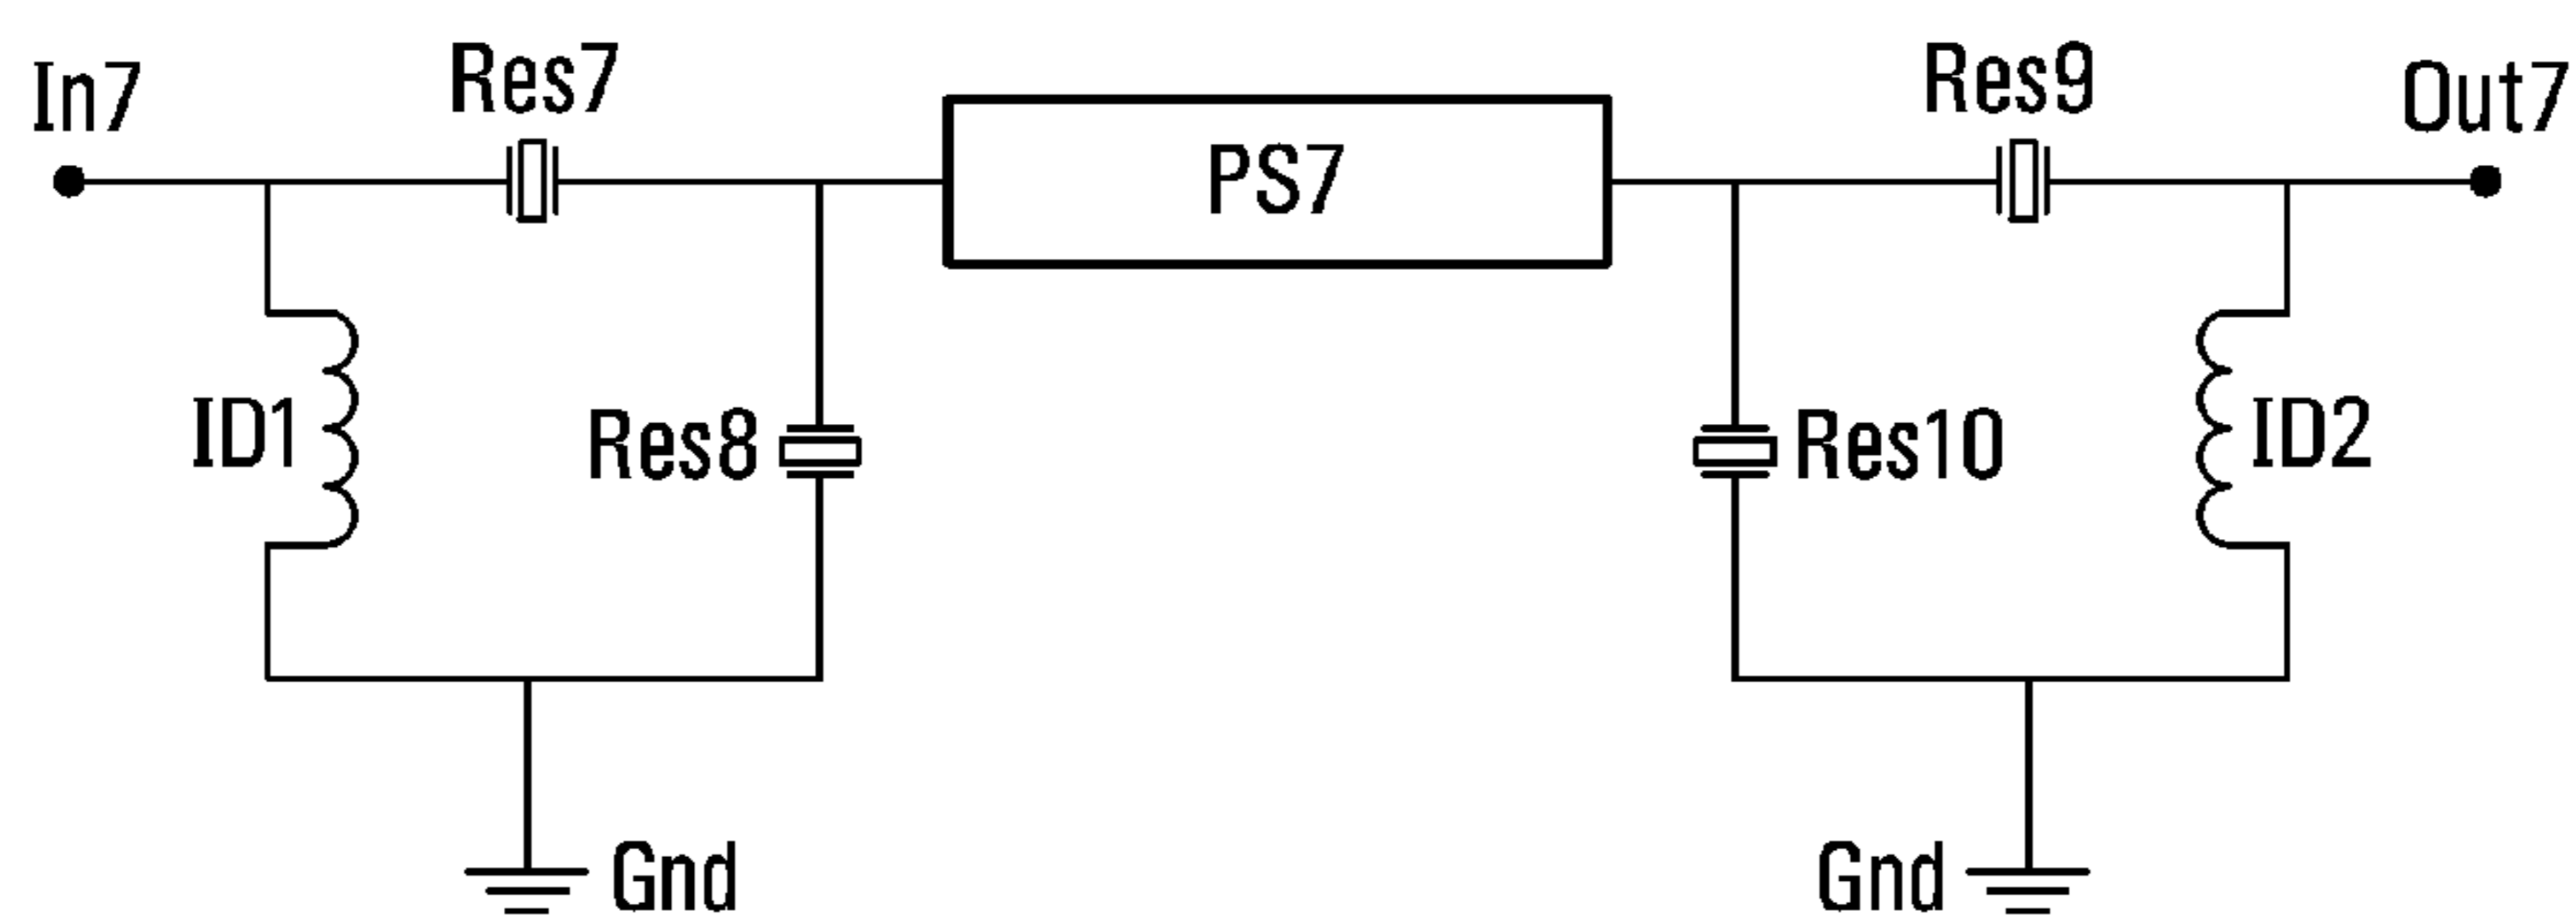 In7
Res7
PS7
Res9
Out7
ID1
Res8
Res10
ID2
Gnd
Gnd